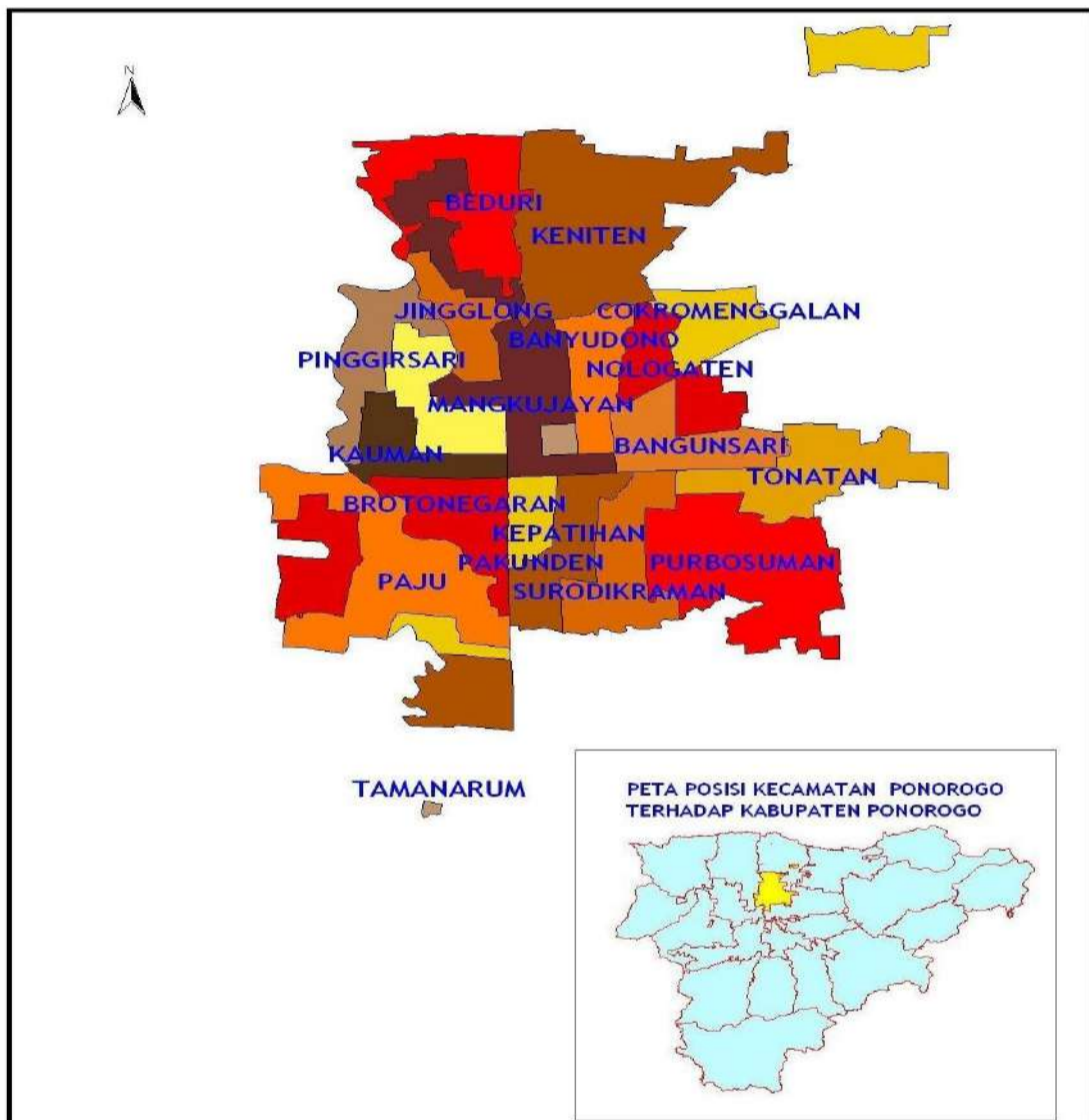 N
BEDURI
KENITEN
JINGGLONG
COKROMENGGALAN
BANYUDONO
PINGGIRSARI
NOLOGATEN
MANGKUJAYAN
BANGUNSARI
KAUMAN
TONATAN
BROTONEGARAN
KEPATIHAN
PAKUNDEN
PURBOSUMAN
PAJU
SURODIKRAMAN
TAMANARUM
PETA POSISI KECAMATAN PONOROGO
TERHADAP KABUPATEN PONOROGO